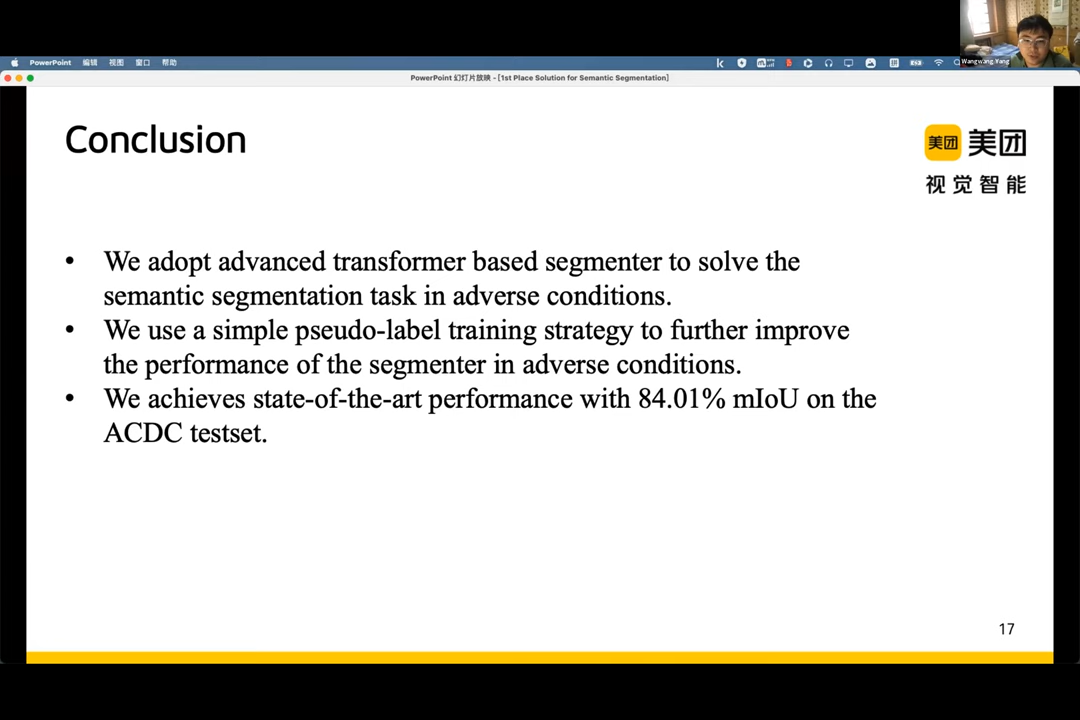 PowerPoint 编辑 视图 窗口 帮助
PowerPoint 幻灯片放映 - [1st Place Solution for Semantic Segmentation]
Wangwang Yang
Conclusion
美团 美团
视觉智能
• We adopt advanced transformer based segmenter to solve the
semantic segmentation task in adverse conditions.
• We use a simple pseudo-label training strategy to further improve
the performance of the segmenter in adverse conditions.
• We achieves state-of-the-art performance with 84.01% mIoU on the
ACDC testset.
17